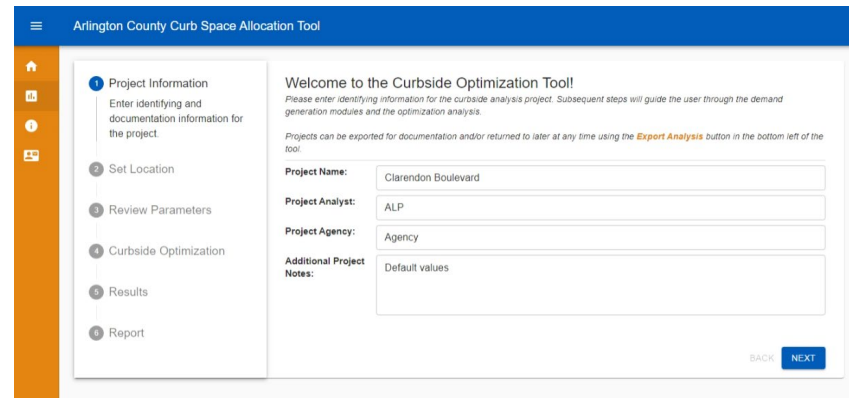 Arlington County Curb Space Allocation Tool
1 Project Information
Enter identifying and
documentation information for
the project.
2 Set Location
3 Review Parameters
4 Curbside Optimization
5 Results
6 Report
Welcome to the Curbside Optimization Tool!
Please enter identifying information for the curbside analysis project. Subsequent steps will guide the user through the demand
generation modules and the optimization analysis.
Projects can be exported for documentation and/or returned to later at any time using the Export Analysis button in the bottom left of the
tool.
Project Name: Clarendon Boulevard
Project Analyst: ALP
Project Agency: Agency
Additional Project
Notes:
Default values
BACK NEXT